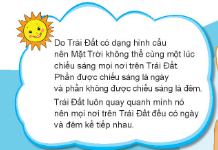 Do Trái Đất có dạng hình cầu
nên Mặt Trời không thể cùng một lúc
chiếu sáng mọi nơi trên Trái Đất.
Phần được chiếu sáng là ngày
và phần không được chiếu sáng là đêm.
Trái Đất luôn quay quanh mình nó
nên mọi nơi trên Trái Đất đều có ngày
và đêm kế tiếp nhau.